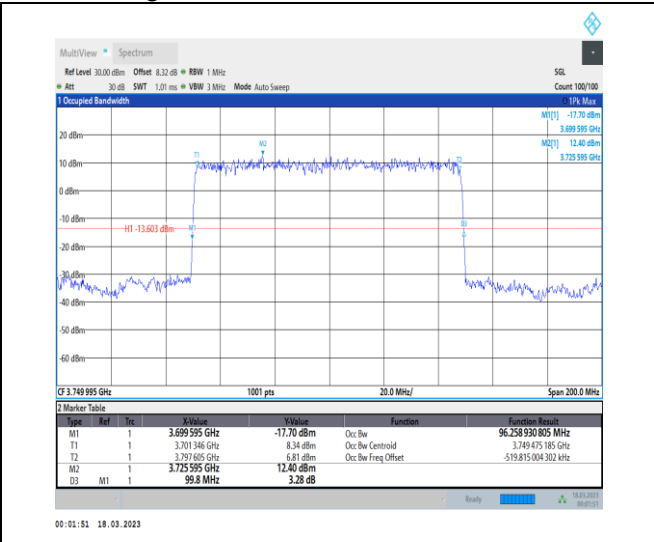 MultiView Spectrum
Ref Level 30.00 dBm Offset 8.32 dB RBW 1 MHz SGL
Att 30 dB SWT 1.01 ms VBW 3 MHz Mode Auto Sweep Count 100/100
1 Occupied Bandwidth 1Pk Max
M1[1] -17.70 dBm
3.699 595 GHz
M2[1] 12.40 dBm
3.725 595 GHz
20 dBm
M2
T1
T2
10 dBm
0 dBm
-10 dBm
H1 -13.603 dBm
M1
D3
-20 dBm
-30 dBm
-40 dBm
-50 dBm
-60 dBm
CF 3.749 995 GHz 1001 pts 20.0 MHz/ Span 200.0 MHz
2 Marker Table
Type Ref Trc X-Value Y-Value Function Function Result
M1 1 3.699 595 GHz -17.70 dBm Occ Bw 96.258 930 805 MHz
T1 1 3.701 346 GHz 8.34 dBm Occ Bw Centroid 3.749 475 185 GHz
T2 1 3.797 605 GHz 6.81 dBm Occ Bw Freq Offset -519.815 004 302 kHz
M2 1 3.725 595 GHz 12.40 dBm
D3 M1 1 99.8 MHz 3.28 dB
Ready 18.03.2023
00:01:51
00:01:51 18.03.2023